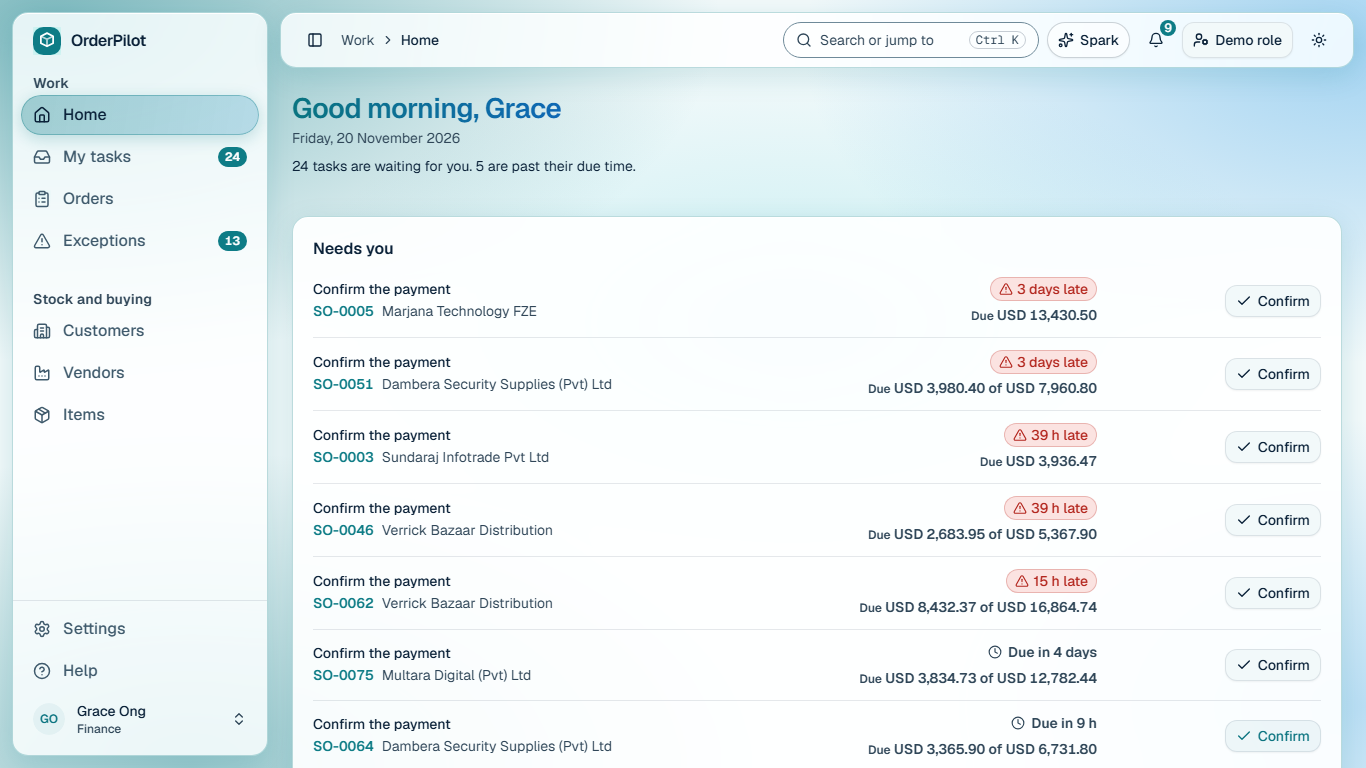 OrderPilot
Work
Home
My tasks 24
Orders
Exceptions 13
Stock and buying
Customers
Vendors
Items
Settings
Help
GO
Grace Ong
Finance
Work > Home
Search or jump to Ctrl K
Spark
9
Demo role
Good morning, Grace
Friday, 20 November 2026
24 tasks are waiting for you. 5 are past their due time.
Needs you
Confirm the payment
3 days late
SO-0005 Marjana Technology FZE
Due USD 13,430.50
Confirm
Confirm the payment
3 days late
SO-0051 Dambera Security Supplies (Pvt) Ltd
Due USD 3,980.40 of USD 7,960.80
Confirm
Confirm the payment
39 h late
SO-0003 Sundaraj Infotrade Pvt Ltd
Due USD 3,936.47
Confirm
Confirm the payment
39 h late
SO-0046 Verrick Bazaar Distribution
Due USD 2,683.95 of USD 5,367.90
Confirm
Confirm the payment
15 h late
SO-0062 Verrick Bazaar Distribution
Due USD 8,432.37 of USD 16,864.74
Confirm
Confirm the payment
Due in 4 days
SO-0075 Multara Digital (Pvt) Ltd
Due USD 3,834.73 of USD 12,782.44
Confirm
Confirm the payment
Due in 9 h
SO-0064 Dambera Security Supplies (Pvt) Ltd
Due USD 3,365.90 of USD 6,731.80
Confirm